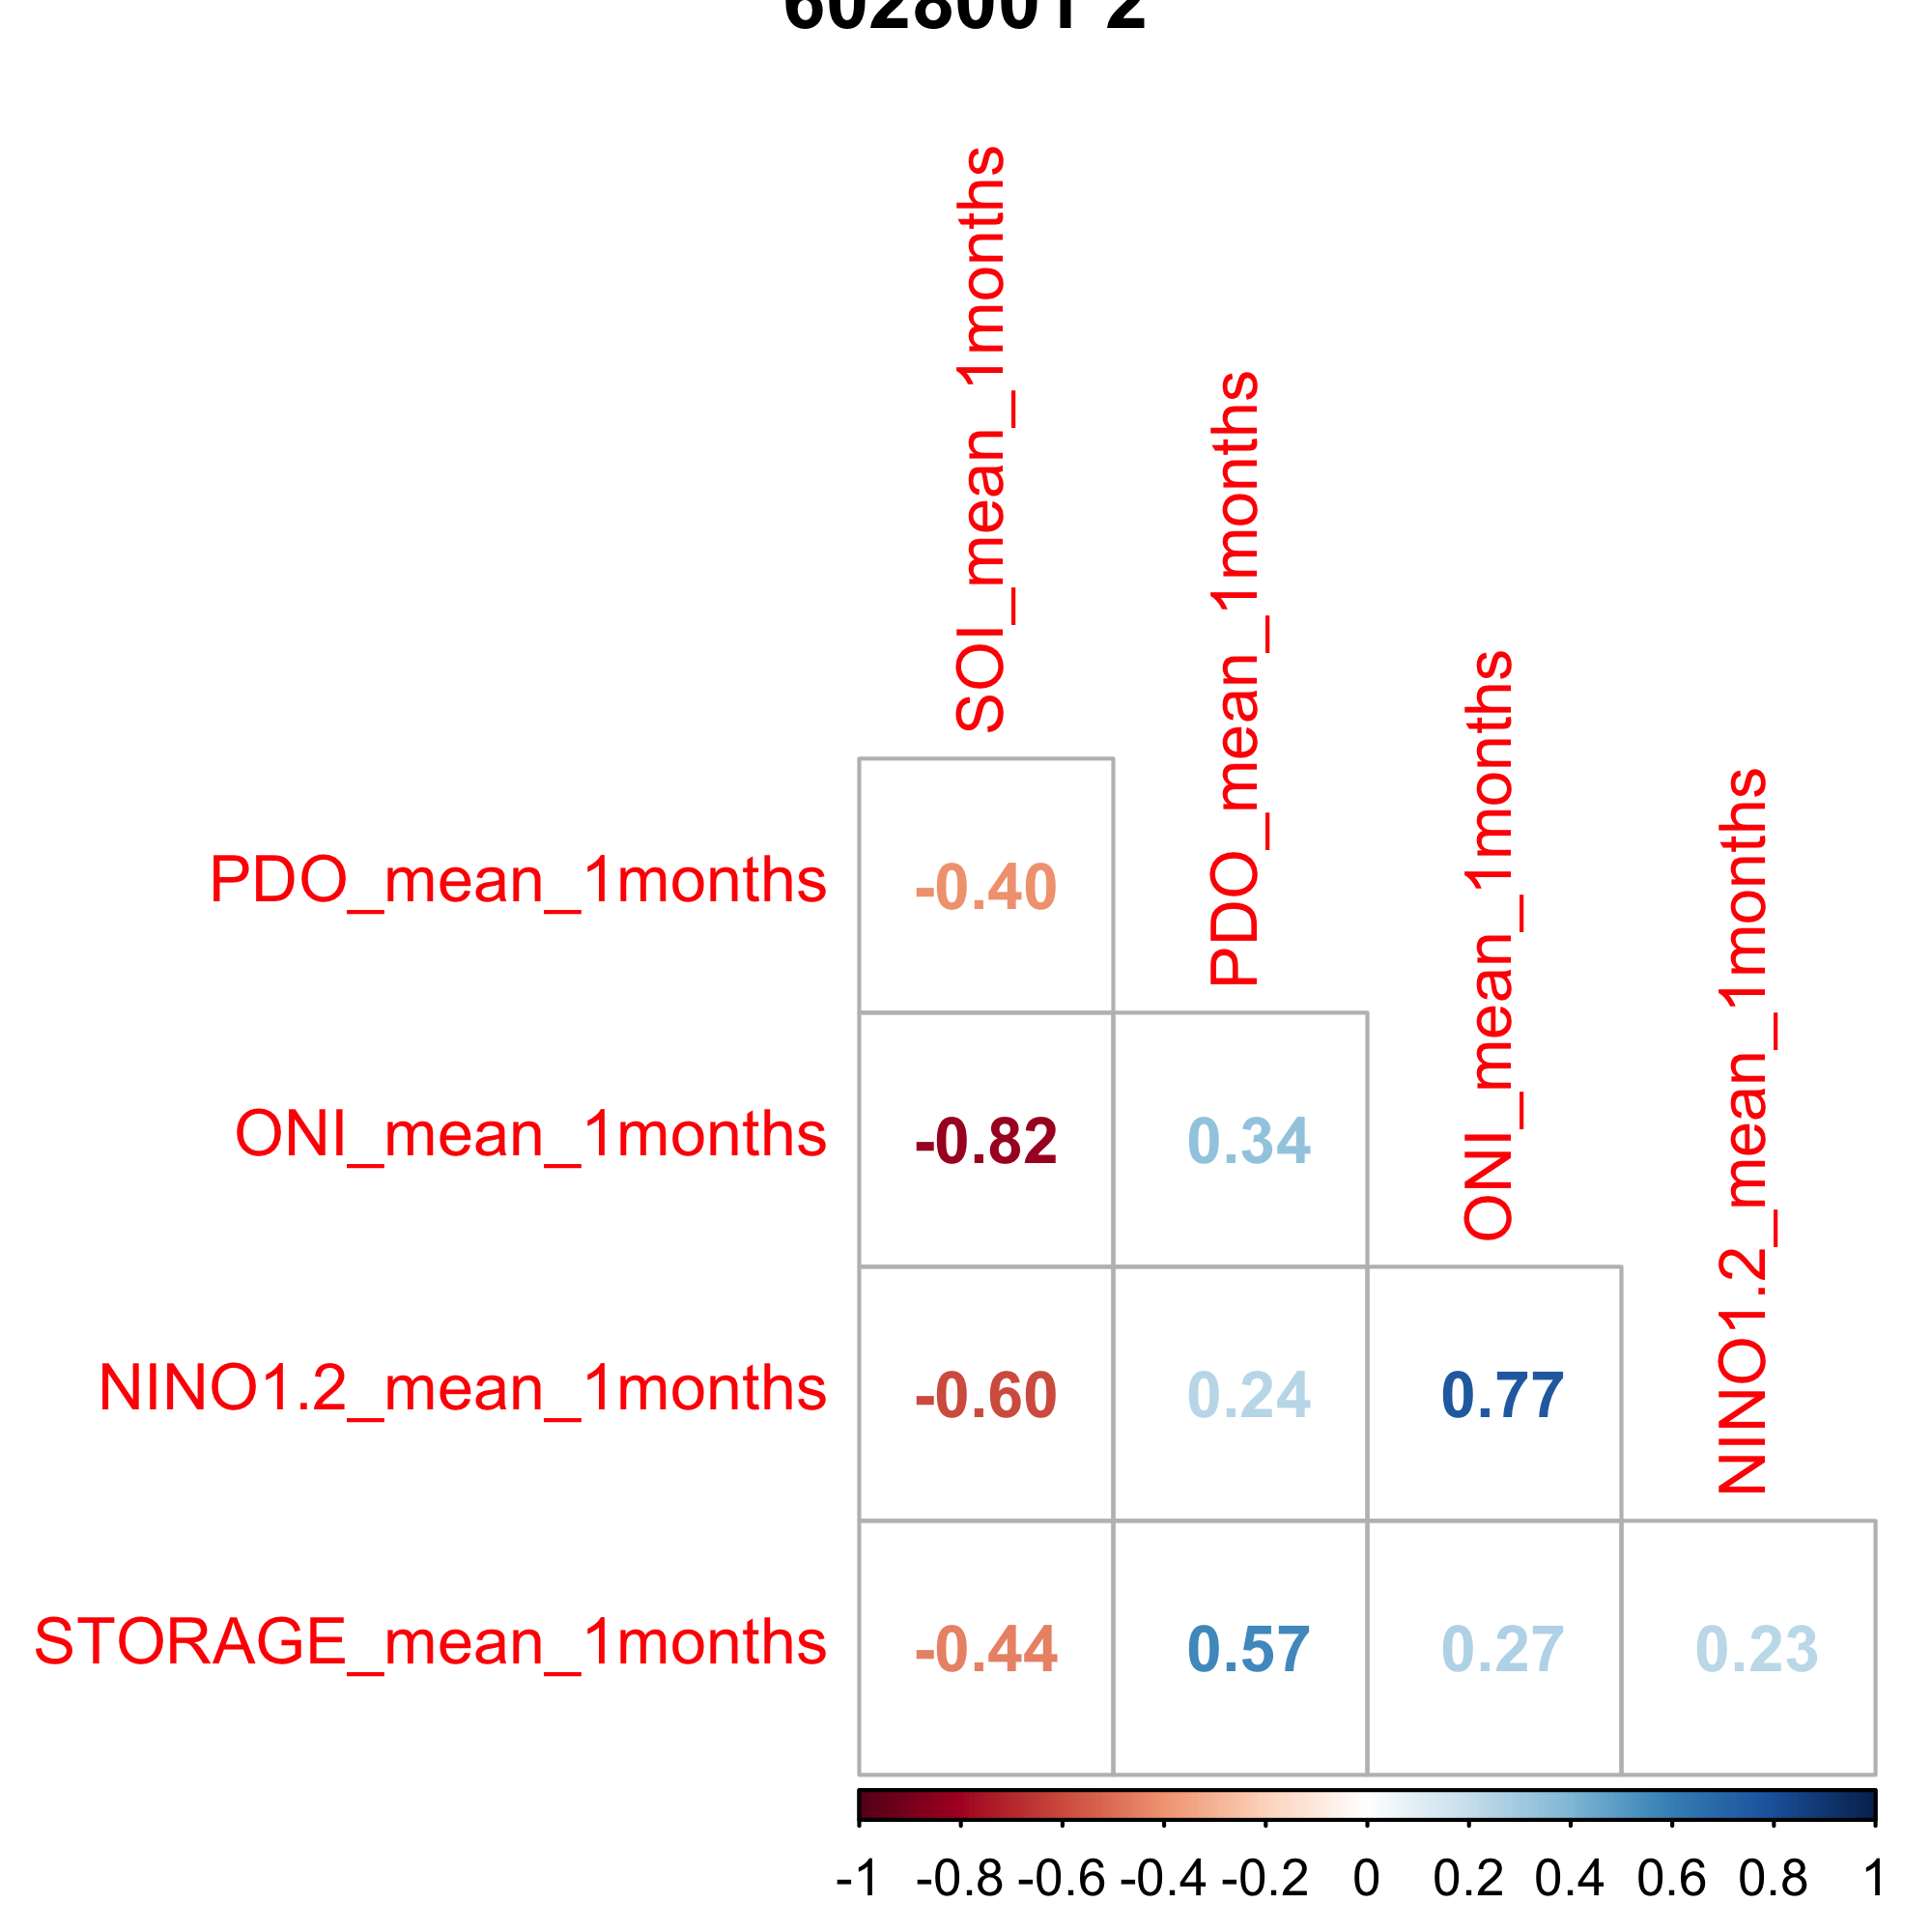 6028001 2
SOI_mean_1months
PDO_mean_1months
ONI_mean_1months
NINO1.2_mean_1months
PDO_mean_1months -0.40
ONI_mean_1months -0.82 0.34
NINO1.2_mean_1months -0.60 0.24 0.77
STORAGE_mean_1months -0.44 0.57 0.27 0.23
-1 -0.8 -0.6 -0.4 -0.2 0 0.2 0.4 0.6 0.8 1